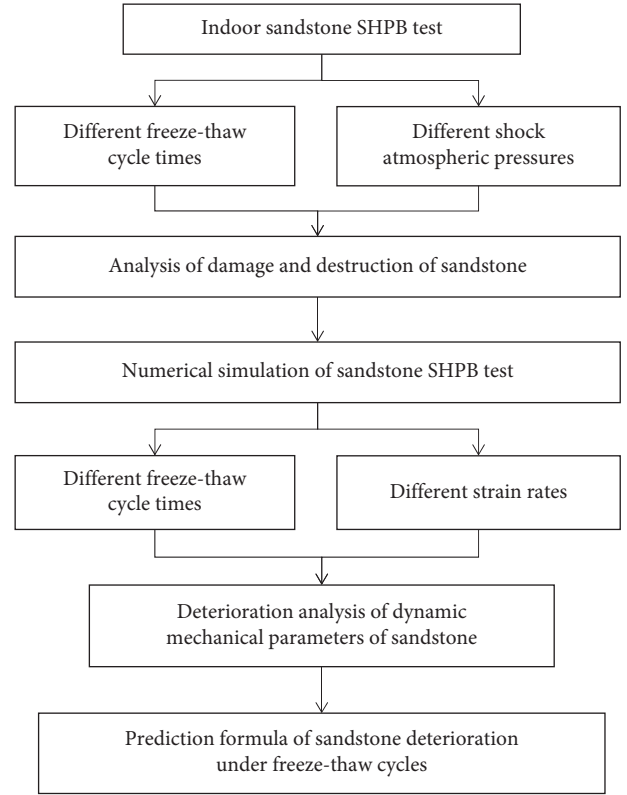 Indoor sandstone SHPB test
Different freeze-thaw
cycle times
Different shock
atmospheric pressures
Analysis of damage and destruction of sandstone
Numerical simulation of sandstone SHPB test
Different freeze-thaw
cycle times
Different strain rates
Deterioration analysis of dynamic
mechanical parameters of sandstone
Prediction formula of sandstone deterioration
under freeze-thaw cycles